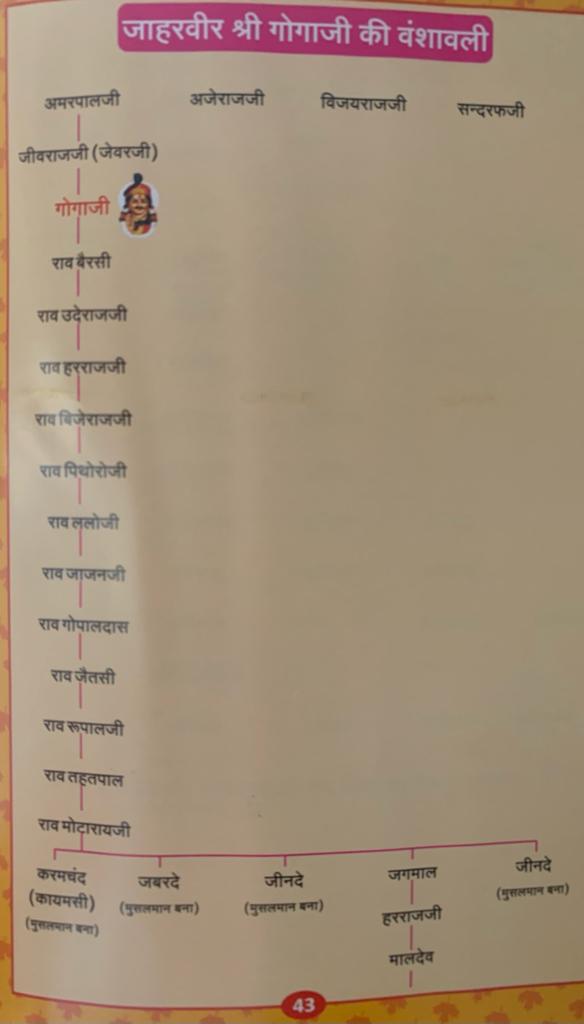 जाहरवीर श्री गोगाजी की वंशावली
अमरपालजी अजेराजजी विजयराजजी सन्दरफजी
जीवराजजी (जेवरजी)
गोगाजी
राव बैरसी
राव उदेराजजी
राव हरराजजी
राव बिजेराजजी
राव पिथोरोजी
राव ललोजी
राव जाजनजी
राव गोपालदास
राव जैतसी
राव रूपालजी
राव तहतपाल
राव मोटारायजी
करमचंद जबरदे जीनदे जगमाल जीनदे
(कायमसी) (मुसलमान बना) (मुसलमान बना) (मुसलमान बना)
(मुसलमान बना) हरराजजी
मालदेव
43